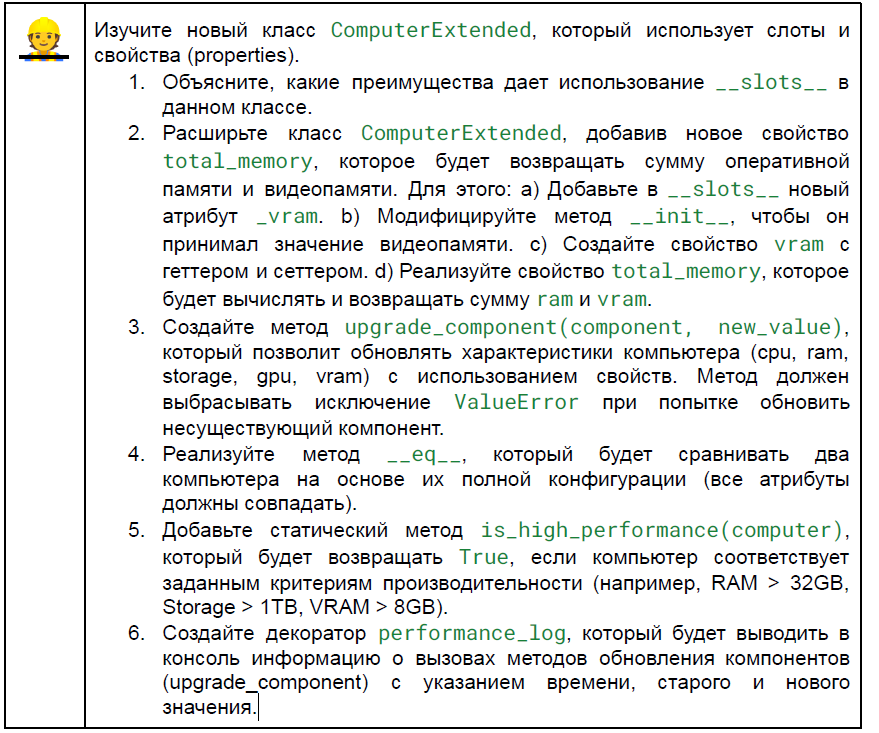 Изучите новый класс ComputerExtended, который использует слоты и
свойства (properties).
1. Объясните, какие преимущества дает использование __slots__ в
данном классе.
2. Расширьте класс ComputerExtended, добавив новое свойство
total_memory, которое будет возвращать сумму оперативной
памяти и видеопамяти. Для этого: a) Добавьте в __slots__ новый
атрибут _vram. b) Модифицируйте метод __init__, чтобы он
принимал значение видеопамяти. c) Создайте свойство vram с
геттером и сеттером. d) Реализуйте свойство total_memory, которое
будет вычислять и возвращать сумму ram и vram.
3. Создайте метод upgrade_component(component, new_value),
который позволит обновлять характеристики компьютера (cpu, ram,
storage, gpu, vram) с использованием свойств. Метод должен
выбрасывать исключение ValueError при попытке обновить
несуществующий компонент.
4. Реализуйте метод __eq__, который будет сравнивать два
компьютера на основе их полной конфигурации (все атрибуты
должны совпадать).
5. Добавьте статический метод is_high_performance(computer),
который будет возвращать True, если компьютер соответствует
заданным критериям производительности (например, RAM > 32GB,
Storage > 1TB, VRAM > 8GB).
6. Создайте декоратор performance_log, который будет выводить в
консоль информацию о вызовах методов обновления компонентов
(upgrade_component) с указанием времени, старого и нового
значения.